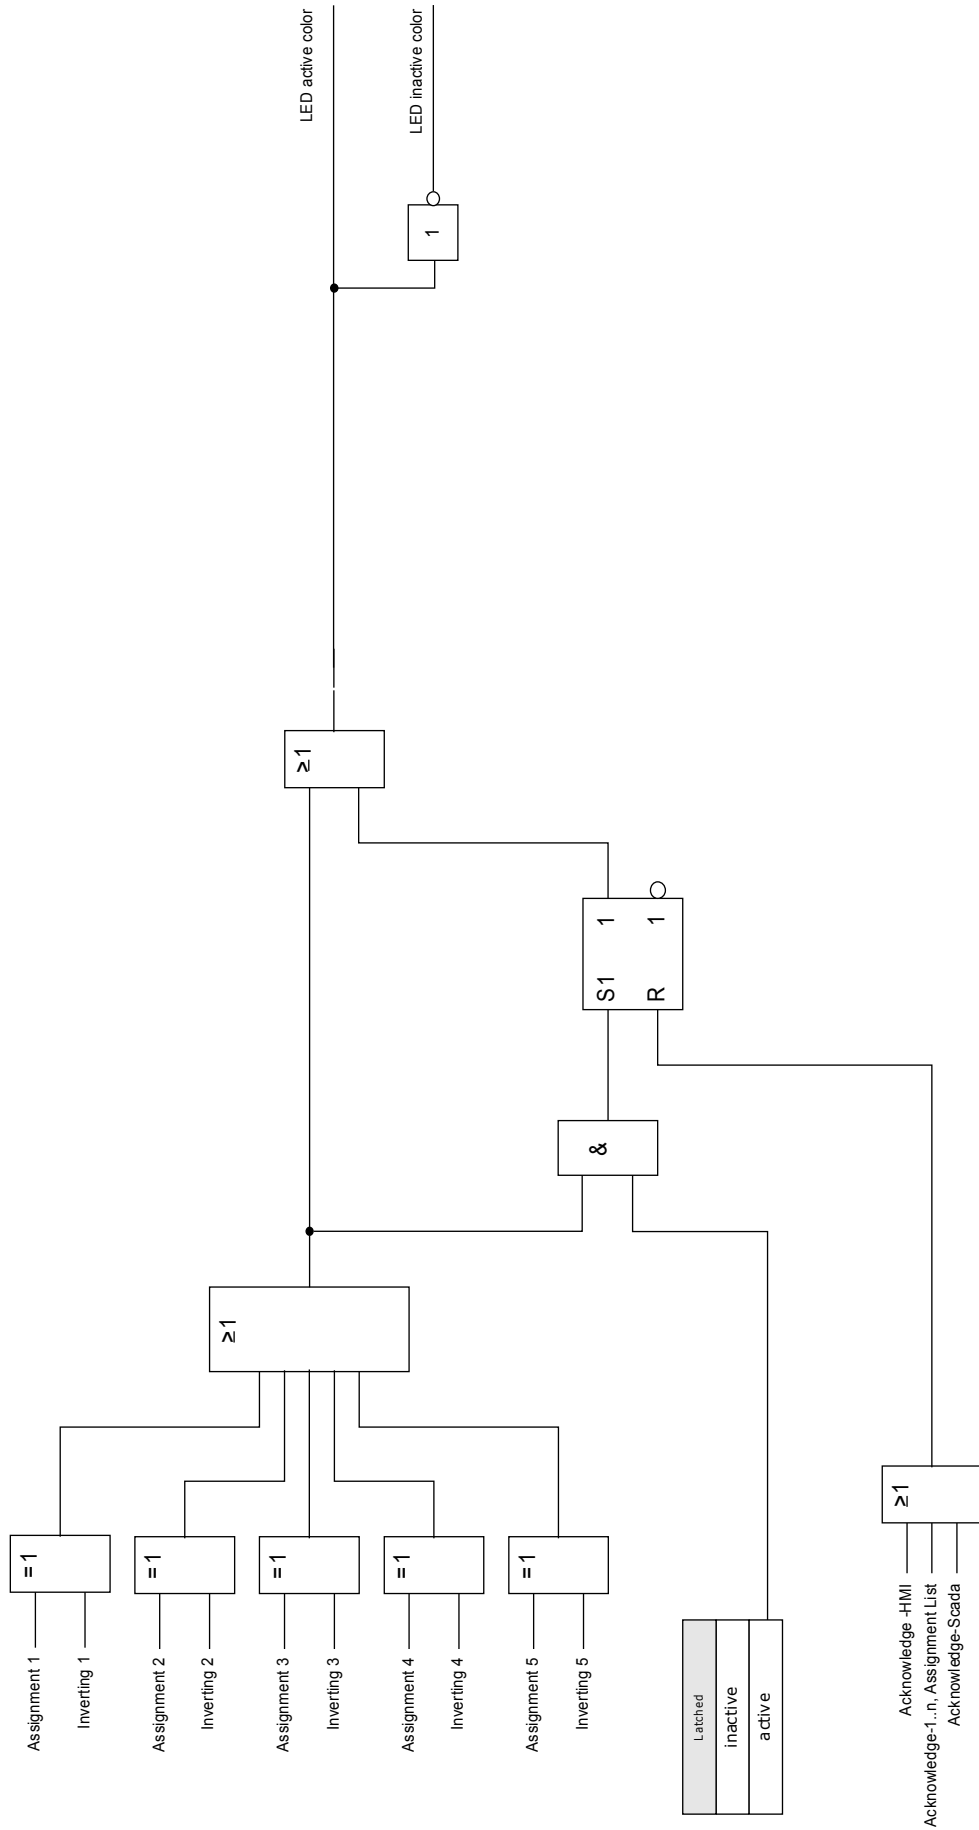 Assignment 1
Inverting 1
=1
Assignment 2
Inverting 2
=1
Assignment 3
Inverting 3
=1
Assignment 4
Inverting 4
=1
Assignment 5
Inverting 5
=1
≥1
Latched
inactive
active
&
S1 1
R 1
Acknowledge -HMI
Acknowledge-1..n, Assignment List
Acknowledge-Scada
≥1
≥1
1
LED active color
LED inactive color